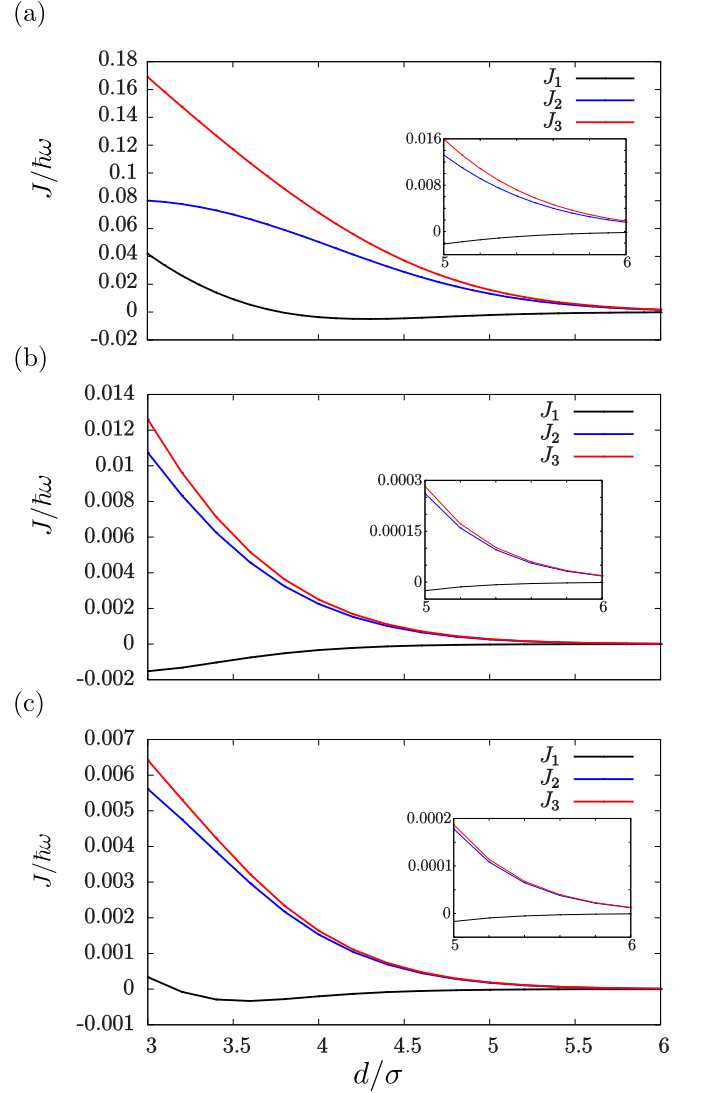 (a)
0.18
0.16
0.14
0.12
0.1
0.08
0.06
0.04
0.02
0
-0.02
J/ħω
J₁
J₂
J₃
0.016
0.008
0
5 6
(b)
0.014
0.012
0.01
0.008
0.006
0.004
0.002
0
-0.002
J/ħω
J₁
J₂
J₃
0.0003
0.00015
0
5 6
(c)
0.007
0.006
0.005
0.004
0.003
0.002
0.001
0
-0.001
J/ħω
J₁
J₂
J₃
0.0002
0.0001
0
5 6
3 3.5 4 4.5 5 5.5 6
d/σ